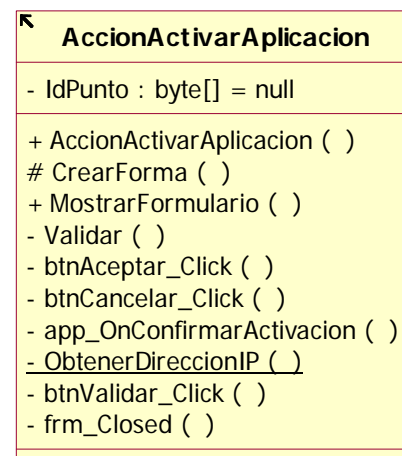 AccionActivarAplicacion
- IdPunto : byte[] = null
+ AccionActivarAplicacion ( )
# CrearForma ( )
+ MostrarFormulario ( )
- Validar ( )
- btnAceptar_Click ( )
- btnCancelar_Click ( )
- app_OnConfirmarActivacion ( )
- ObtenerDireccionIP ( )
- btnValidar_Click ( )
- frm_Closed ( )